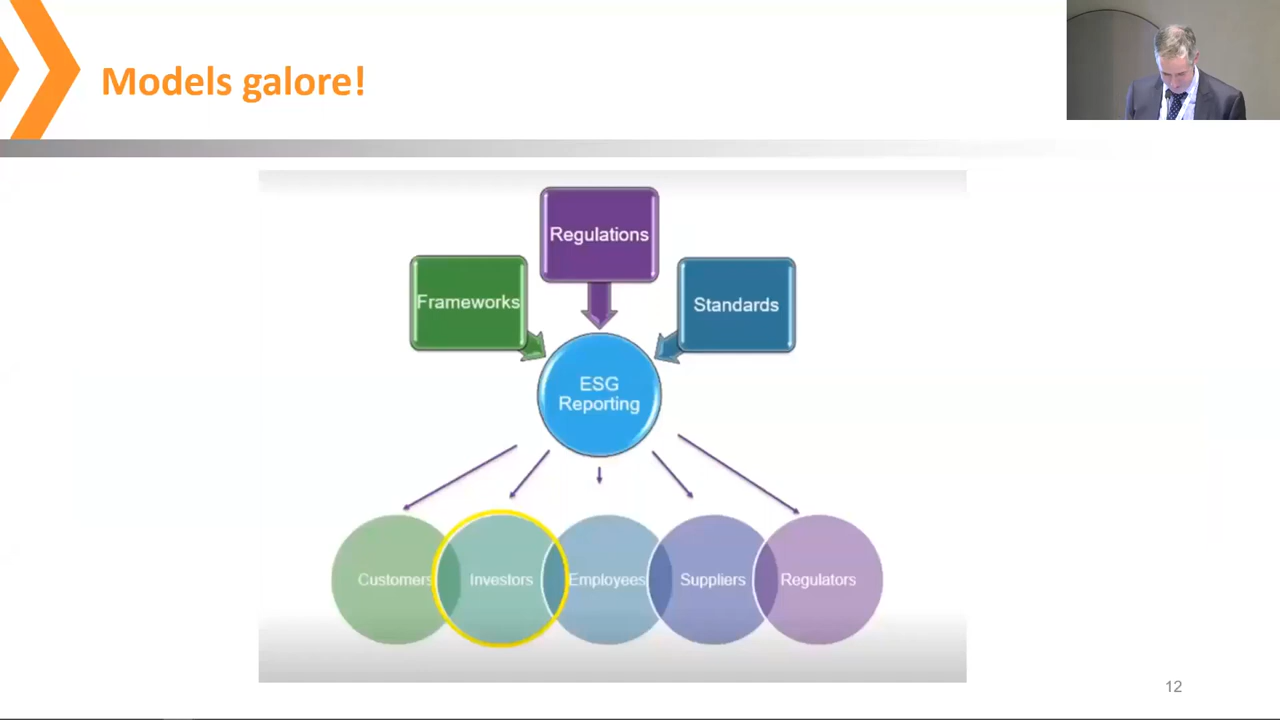 Models galore!
Regulations
Frameworks
Standards
ESG
Reporting
Customers
Investors
Employees
Suppliers
Regulators
12